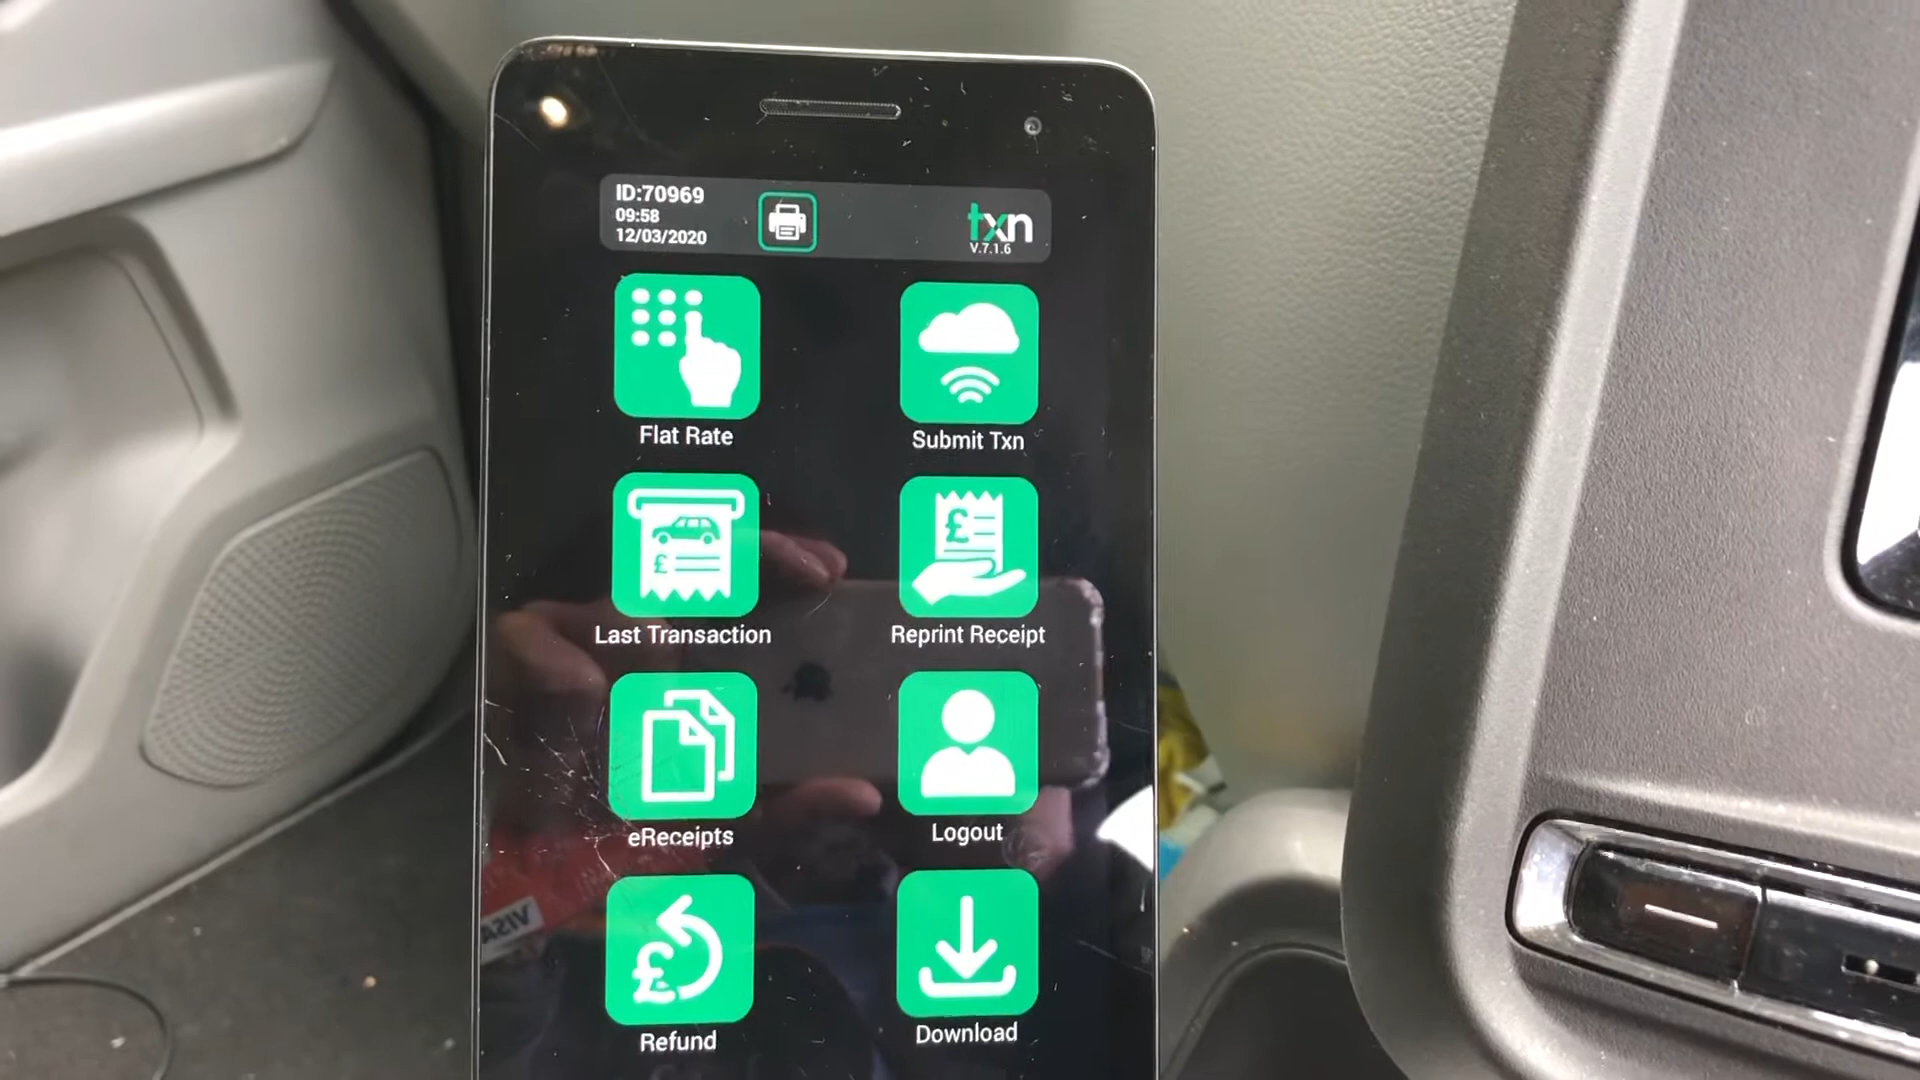 ID:70969
09:58
12/03/2020
txn
V.7.1.6
Flat Rate
Submit Txn
£
£
Last Transaction
Reprint Receipt
eReceipts
Logout
VISA
£
Refund
Download